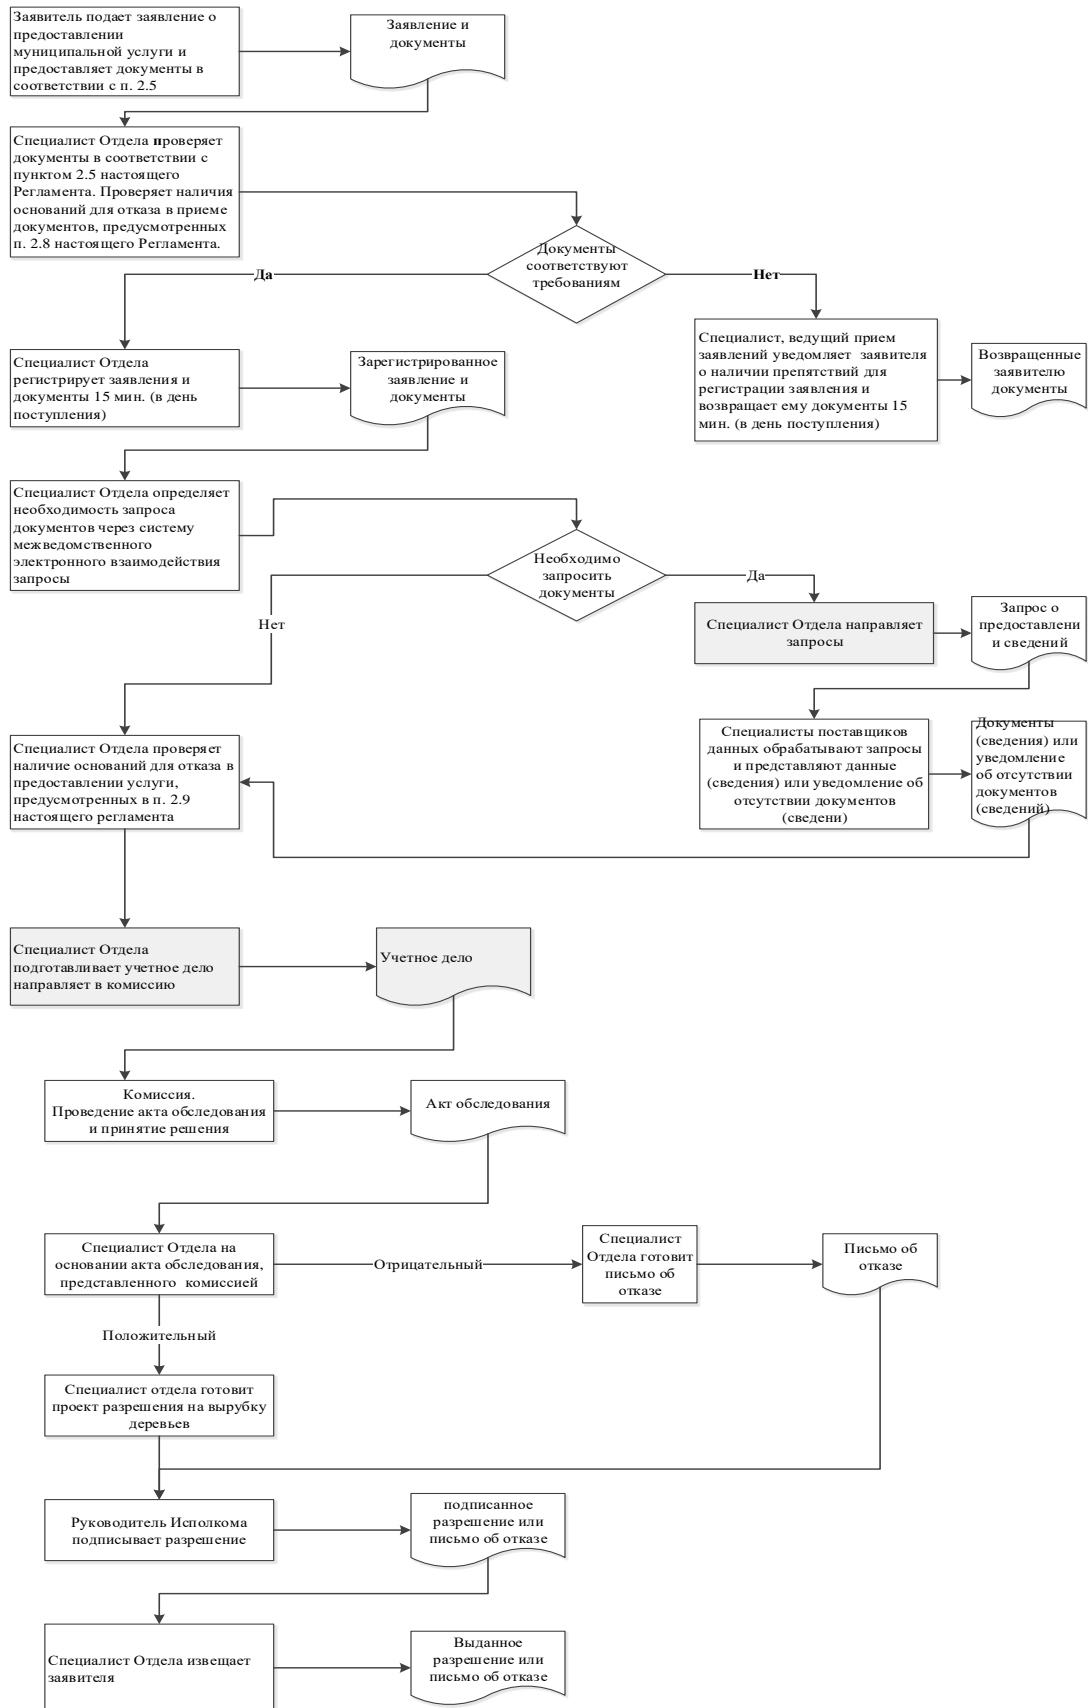 Заявитель подает заявление о
предоставлении
муниципальной услуги и
предоставляет документы в
соответствии с п. 2.5
Заявление и
документы
Специалист Отдела проверяет
документы в соответствии с
пунктом 2.5 настоящего
Регламента. Проверяет наличия
оснований для отказа в приеме
документов, предусмотренных
п. 2.8 настоящего Регламента.
Документы
соответствуют
требованиям
Да
Нет
Специалист Отдела
регистрирует заявления и
документы 15 мин. (в день
поступления)
Зарегистрированное
заявление и
документы
Специалист, ведущий прием
заявлений уведомляет заявителя
о наличии препятствий для
регистрации заявления и
возвращает ему документы 15
мин. (в день поступления)
Возвращенные
заявителю
документы
Специалист Отдела определяет
необходимость запроса
документов через систему
межведомственного
электронного взаимодействия
запросы
Необходимо
запросить
документы
Да
Нет
Специалист Отдела направляет
запросы
Запрос о
предоставлени
и сведений
Специалист Отдела проверяет
наличие оснований для отказа в
предоставлении услуги,
предусмотренных в п. 2.9
настоящего регламента
Специалисты поставщиков
данных обрабатывают запросы
и представляют данные
(сведения) или уведомление об
отсутствии документов
(сведени)
Документы
(сведения) или
уведомление
об отсутствии
документов
(сведений)
Специалист Отдела
подготавливает учетное дело
направляет в комиссию
Учетное дело
Комиссия.
Проведение акта обследования
и принятие решения
Акт обследования
Специалист Отдела на
основании акта обследования,
представленного комиссией
Отрицательный
Специалист
Отдела готовит
письмо об
отказе
Письмо об
отказе
Положительный
Специалист отдела готовит
проект разрешения на вырубку
деревьев
Руководитель Исполкома
подписывает разрешение
подписанное
разрешение или
письмо об отказе
Специалист Отдела извещает
заявителя
Выданное
разрешение или
письмо об отказе